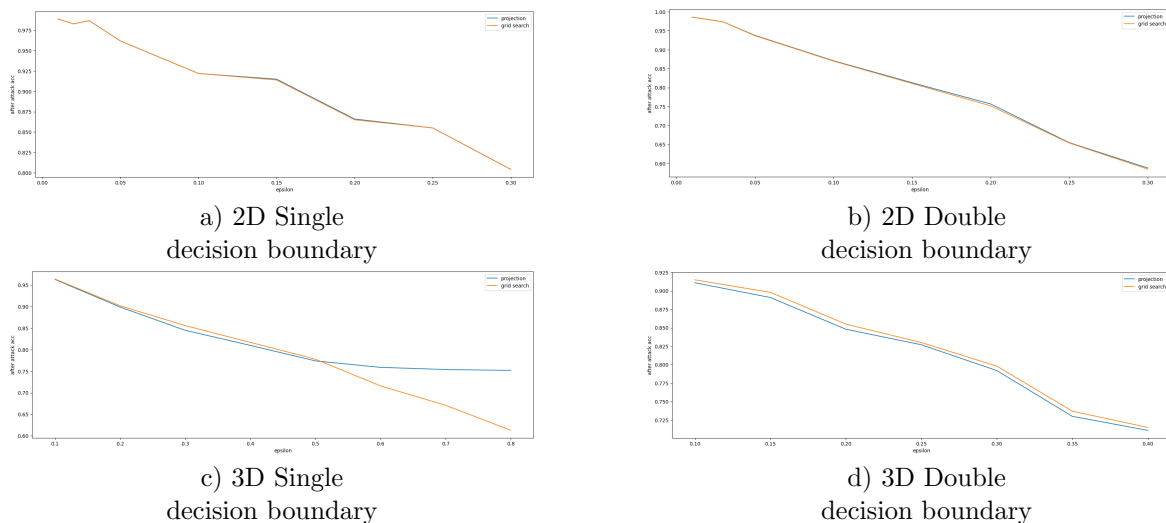 projection
grid search
0.975
0.950
0.925
0.900
0.875
0.850
0.825
0.800
after attack acc
0.00 0.05 0.10 0.15 0.20 0.25 0.30
epsilon
a) 2D Single
decision boundary
projection
grid search
1.00
0.95
0.90
0.85
0.80
0.75
0.70
0.65
0.60
after attack acc
0.00 0.05 0.10 0.15 0.20 0.25 0.30
epsilon
b) 2D Double
decision boundary
projection
grid search
0.95
0.90
0.85
0.80
0.75
0.70
0.65
0.60
after attack acc
0.1 0.2 0.3 0.4 0.5 0.6 0.7 0.8
epsilon
c) 3D Single
decision boundary
projection
grid search
0.925
0.900
0.875
0.850
0.825
0.800
0.775
0.750
0.725
after attack acc
0.10 0.15 0.20 0.25 0.30 0.35 0.40
epsilon
d) 3D Double
decision boundary